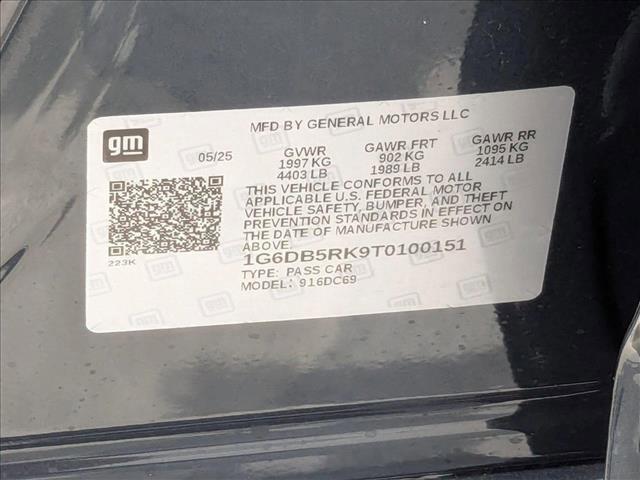 gm
MFD BY GENERAL MOTORS LLC
05/25 GVWR GAWR FRT GAWR RR
1997 KG 902 KG 1095 KG
4403 LB 1989 LB 2414 LB
THIS VEHICLE CONFORMS TO ALL
APPLICABLE U.S. FEDERAL MOTOR
VEHICLE SAFETY, BUMPER, AND THEFT
PREVENTION STANDARDS IN EFFECT ON
THE DATE OF MANUFACTURE SHOWN
ABOVE.
223K
1G6DB5RK9T0100151
TYPE: PASS CAR
MODEL: 916DC69